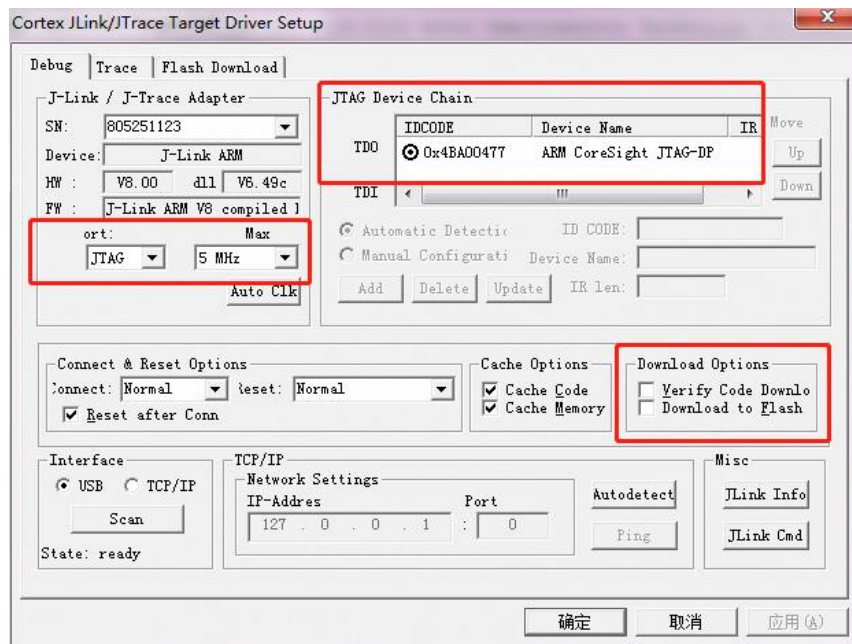 Cortex JLink/JTrace Target Driver Setup
Debug Trace Flash Download
J-Link / J-Trace Adapter
SN: 805251123
Device: J-Link ARM
HW : V8.00 dll V6.49c
FW : J-Link ARM V8 compiled
ort: Max
JTAG 5 MHz
Auto Clk
JTAG Device Chain
IDCODE Device Name IR
TDO 0x4BA00477 ARM CoreSight JTAG-DP
TDI
Move
Up
Down
Automatic Detectic ID CODE:
Manual Configurati Device Name:
Add Delete Update IR len:
Connect & Reset Options
Connect: Normal Reset: Normal
Reset after Conn
Cache Options
Cache Code
Cache Memory
Download Options
Verify Code Downlo
Download to Flash
Interface
USB TCP/IP
Scan
State: ready
TCP/IP
Network Settings
IP-Addres Port
127 . 0 . 0 . 1 : 0
Autodetect
Ping
Misc
JLink Info
JLink Cmd
确定 取消 应用(A)